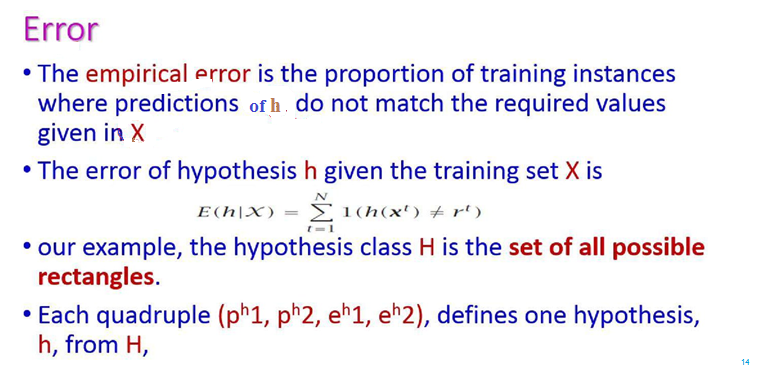 Error
• The empirical error is the proportion of training instances
where predictions of h do not match the required values
given in X
• The error of hypothesis h given the training set X is
E(h|X) = ∑_{t=1}^{N} 1(h(x^t) ≠ r^t)
• our example, the hypothesis class H is the set of all possible
rectangles.
• Each quadruple (p^h1, p^h2, e^h1, e^h2), defines one hypothesis,
h, from H,
14